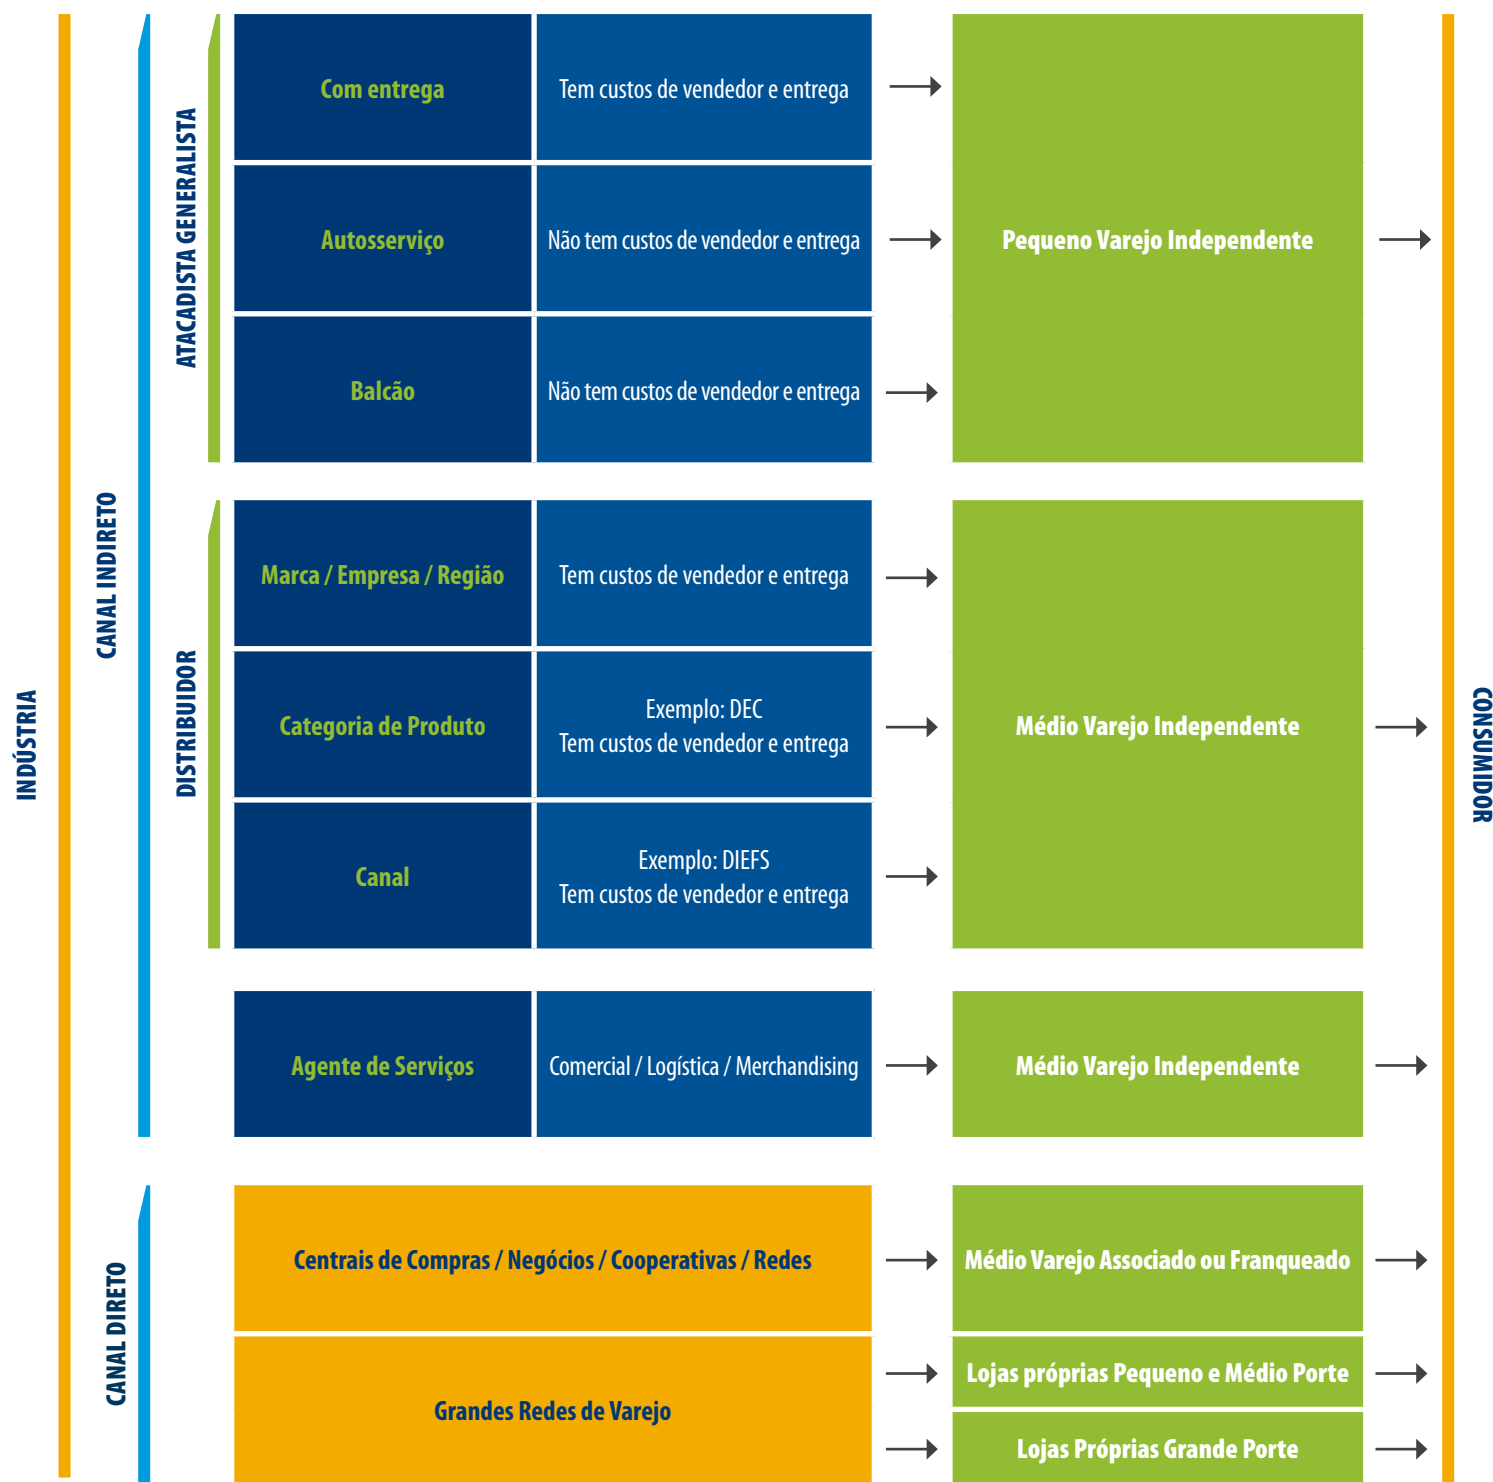 INDÚSTRIA
CANAL INDIRETO
ATACADISTA GENERALISTA
Com entrega
Tem custos de vendedor e entrega
Autosserviço
Não tem custos de vendedor e entrega
Balcão
Não tem custos de vendedor e entrega
Pequeno Varejo Independente
DISTRIBUIDOR
Marca / Empresa / Região
Tem custos de vendedor e entrega
Categoria de Produto
Exemplo: DEC
Tem custos de vendedor e entrega
Canal
Exemplo: DIEFS
Tem custos de vendedor e entrega
Médio Varejo Independente
Agente de Serviços
Comercial / Logística / Merchandising
Médio Varejo Independente
CANAL DIRETO
Centrais de Compras / Negócios / Cooperativas / Redes
Médio Varejo Associado ou Franqueado
Grandes Redes de Varejo
Lojas próprias Pequeno e Médio Porte
Lojas Próprias Grande Porte
CONSUMIDOR